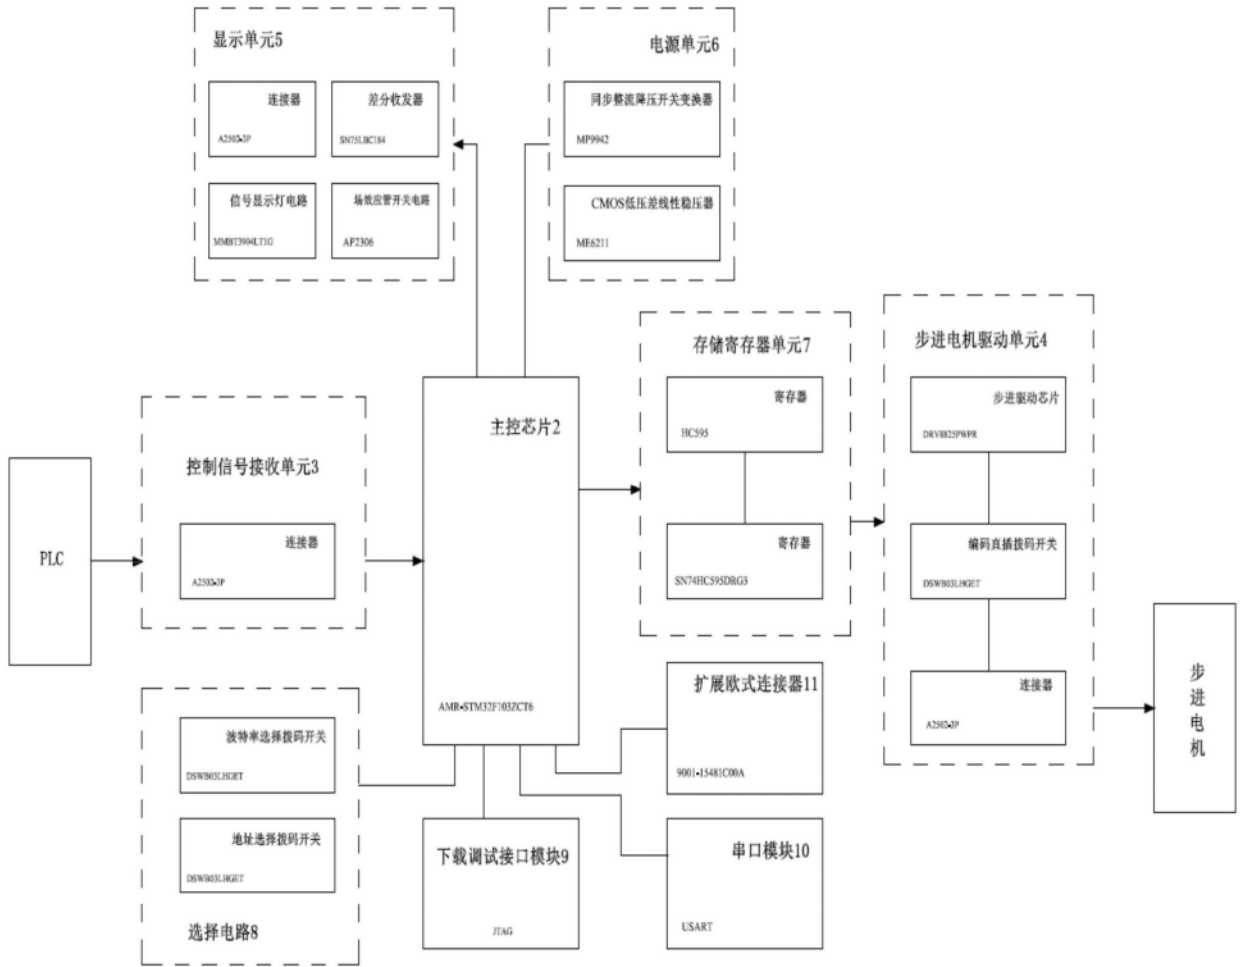 显示单元5
连接器
A2502-3P
差分收发器
SN75LBC184
信号显示灯电路
MMBT3904LT1G
场效应管开关电路
AP2306
电源单元6
同步整流降压开关变换器
MP9942
CMOS低压差线性稳压器
ME6211
PLC
控制信号接收单元3
连接器
A2502-3P
主控芯片2
AMR-STM32F103ZCT6
存储寄存器单元7
寄存器
HC595
寄存器
SN74HC595DRG3
步进电机驱动单元4
步进驱动芯片
DRV8825PWPR
编码直插拨码开关
DSWB03LHGET
连接器
A2502-3P
步
进
电
机
波特率选择拨码开关
DSWB03LHGET
地址选择拨码开关
DSWB03LHGET
选择电路8
下载调试接口模块9
JTAG
扩展欧式连接器11
9001-15481C00A
串口模块10
USART